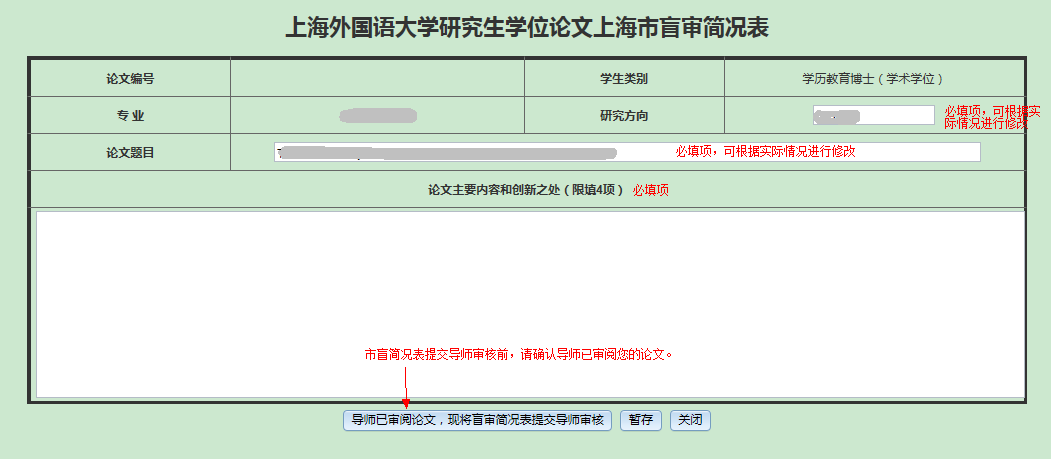 上海外国语大学研究生学位论文上海市盲审简况表
论文编号 学生类别 学历教育博士（学术学位）
专 业 研究方向 必填项，可根据实
际情况进行修改
论文题目 必填项，可根据实际情况进行修改
论文主要内容和创新之处（限填4项） 必填项
市盲简况表提交导师审核前，请确认导师已审阅您的论文。
导师已审阅论文，现将盲审简况表提交导师审核 暂存 关闭